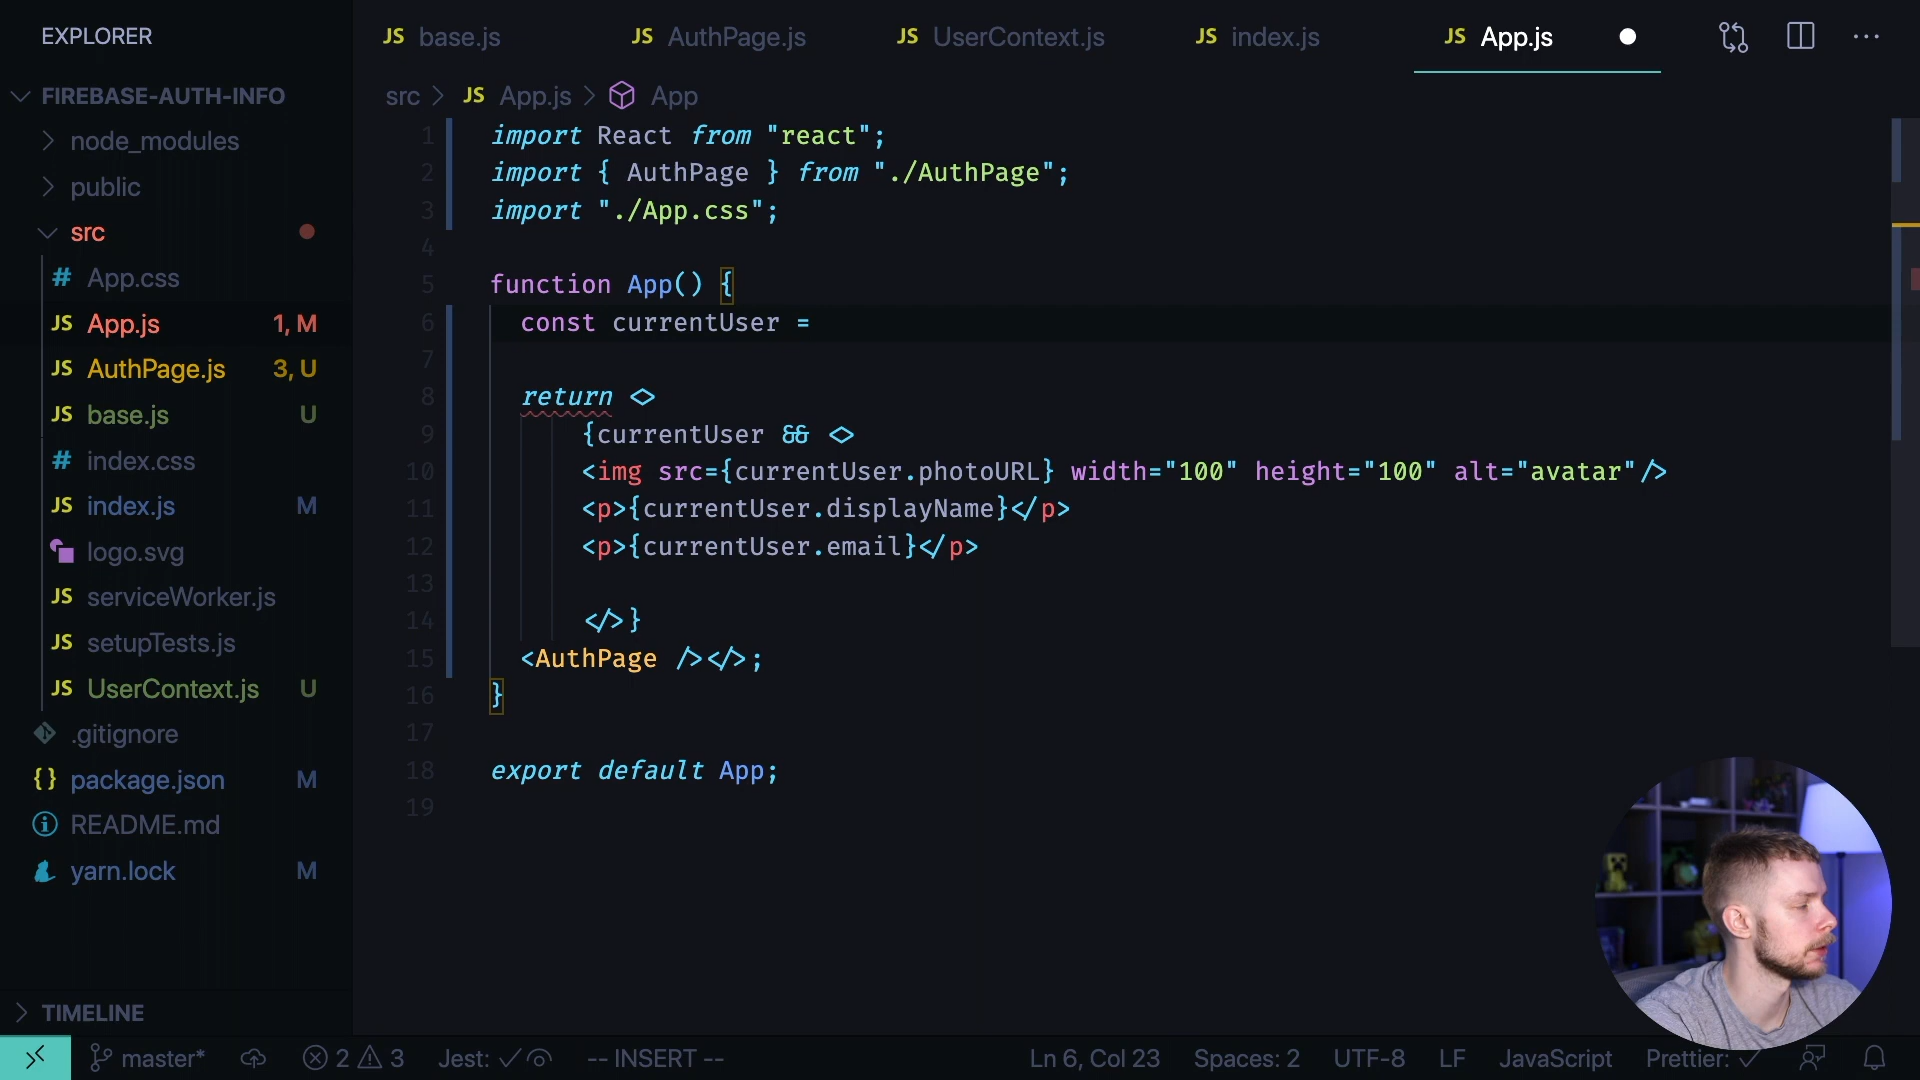 EXPLORER
FIREBASE-AUTH-INFO
node_modules
public
src
# App.css
JS App.js 1, M
JS AuthPage.js 3, U
JS base.js U
# index.css
JS index.js M
logo.svg
JS serviceWorker.js
JS setupTests.js
JS UserContext.js U
.gitignore
{} package.json M
README.md
yarn.lock M
TIMELINE
JS base.js
JS AuthPage.js
JS UserContext.js
JS index.js
JS App.js
src > JS App.js > App
1 import React from "react";
2 import { AuthPage } from "./AuthPage";
3 import "./App.css";
4
5 function App() {
6 const currentUser =
7
8 return <>
9 {currentUser && <>
10 <img src={currentUser.photoURL} width="100" height="100" alt="avatar"/>
11 <p>{currentUser.displayName}</p>
12 <p>{currentUser.email}</p>
13
14 </>}
15 <AuthPage /></>;
16 }
17
18 export default App;
19
master* 2 3 Jest: ✓ -- INSERT -- Ln 6, Col 23 Spaces: 2 UTF-8 LF JavaScript Prettier: ✓